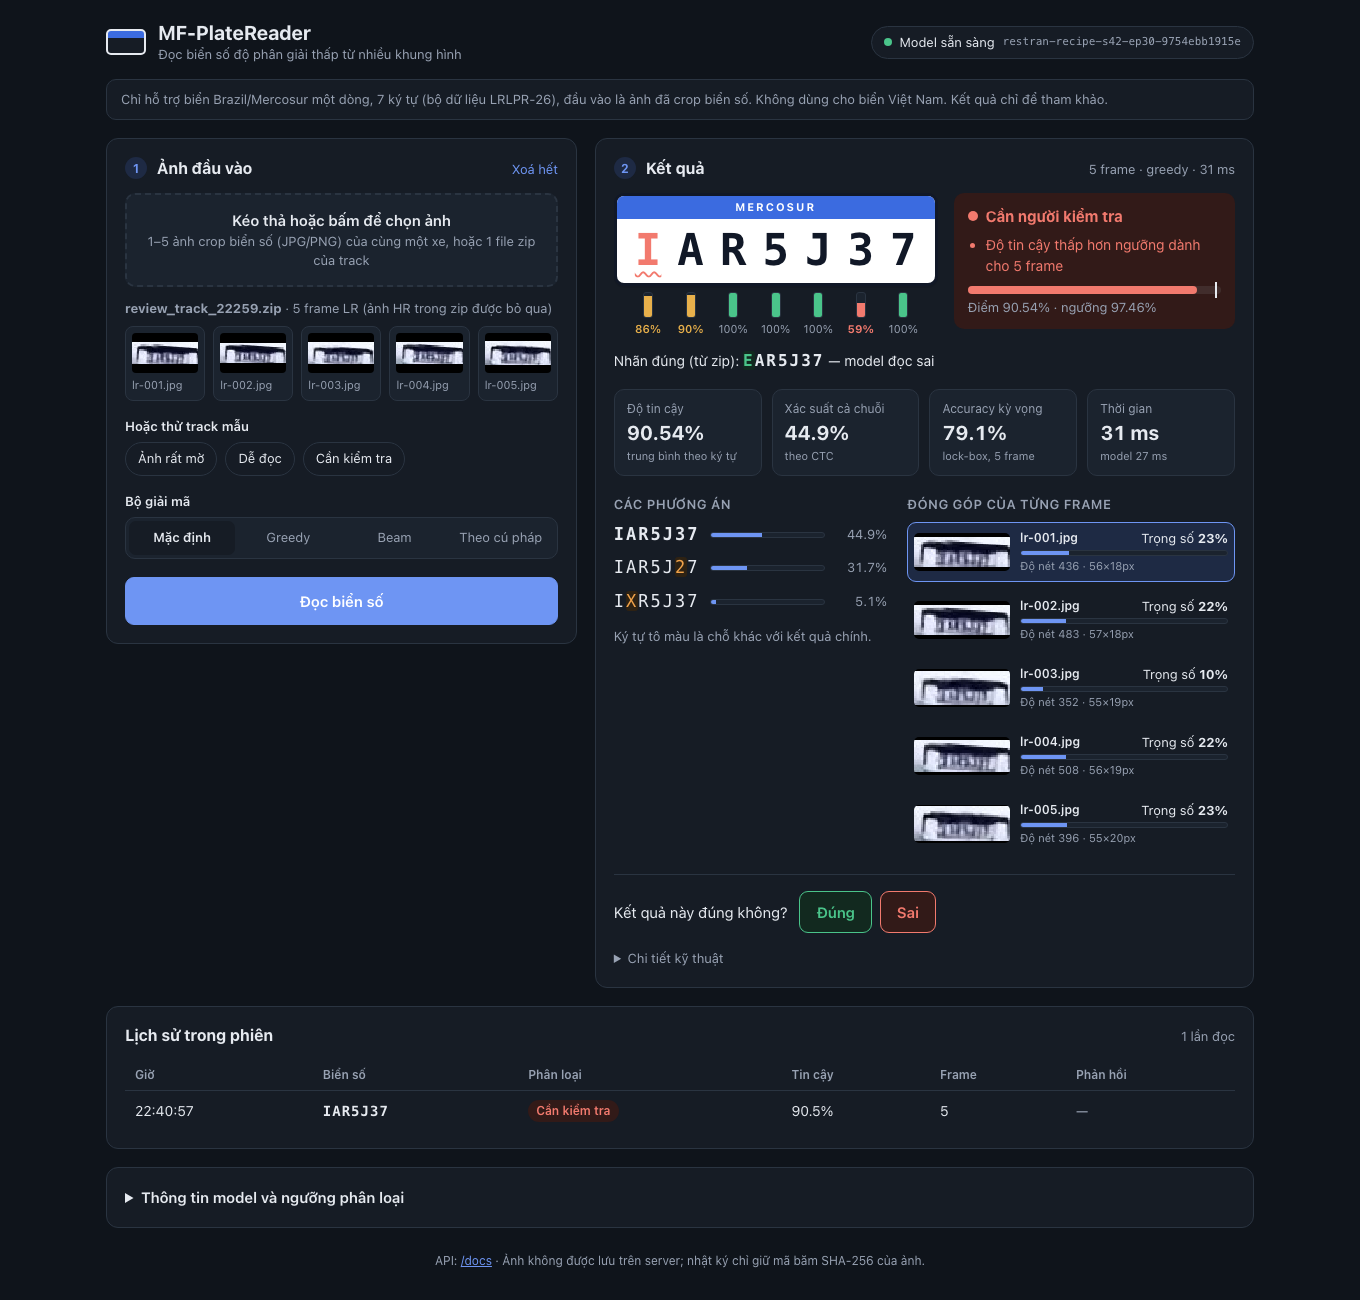 MF-PlateReader
Đọc biển số độ phân giải thấp từ nhiều khung hình
Model sẵn sàng restran-recipe-s42-ep30-9754ebb1915e
Chỉ hỗ trợ biển Brazil/Mercosur một dòng, 7 ký tự (bộ dữ liệu LRLPR-26), đầu vào là ảnh đã crop biển số. Không dùng cho biển Việt Nam. Kết quả chỉ để tham khảo.
1 Ảnh đầu vào
Xoá hết
Kéo thả hoặc bấm để chọn ảnh
1–5 ảnh crop biển số (JPG/PNG) của cùng một xe, hoặc 1 file zip
của track
review_track_22259.zip · 5 frame LR (ảnh HR trong zip được bỏ qua)
lr-001.jpg
lr-002.jpg
lr-003.jpg
lr-004.jpg
lr-005.jpg
Hoặc thử track mẫu
Ảnh rất mờ
Dễ đọc
Cần kiểm tra
Bộ giải mã
Mặc định
Greedy
Beam
Theo cú pháp
Đọc biển số
2 Kết quả
5 frame · greedy · 31 ms
MERCOSUR
IAR5J37
86% 90% 100% 100% 100% 59% 100%
Cần người kiểm tra
• Độ tin cậy thấp hơn ngưỡng dành
cho 5 frame
Điểm 90.54% · ngưỡng 97.46%
Nhãn đúng (từ zip): EAR5J37 — model đọc sai
Độ tin cậy
90.54%
trung bình theo ký tự
Xác suất cả chuỗi
44.9%
theo CTC
Accuracy kỳ vọng
79.1%
lock-box, 5 frame
Thời gian
31 ms
model 27 ms
CÁC PHƯƠNG ÁN
IAR5J37 44.9%
IAR5J27 31.7%
IXR5J37 5.1%
Ký tự tô màu là chỗ khác với kết quả chính.
ĐÓNG GÓP CỦA TỪNG FRAME
lr-001.jpg Trọng số 23%
Độ nét 436 · 56×18px
lr-002.jpg Trọng số 22%
Độ nét 483 · 57×18px
lr-003.jpg Trọng số 10%
Độ nét 352 · 55×19px
lr-004.jpg Trọng số 22%
Độ nét 508 · 56×19px
lr-005.jpg Trọng số 23%
Độ nét 396 · 55×20px
Kết quả này đúng không? Đúng Sai
▶ Chi tiết kỹ thuật
Lịch sử trong phiên
1 lần đọc
Giờ Biển số Phân loại Tin cậy Frame Phản hồi
22:40:57 IAR5J37 Cần kiểm tra 90.5% 5 —
▶ Thông tin model và ngưỡng phân loại
API: /docs · Ảnh không được lưu trên server; nhật ký chỉ giữ mã băm SHA-256 của ảnh.